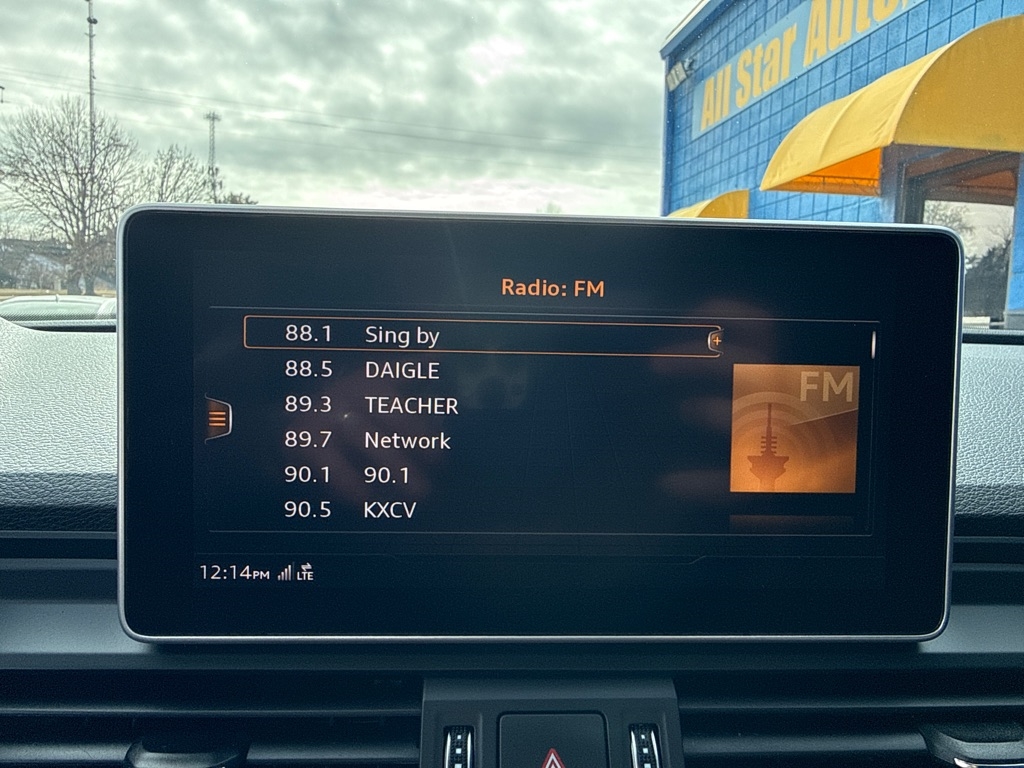 All Star Auto
Radio: FM
88.1 Sing by
88.5 DAIGLE
89.3 TEACHER
89.7 Network
90.1 90.1
90.5 KXCV
FM
12:14PM LTE